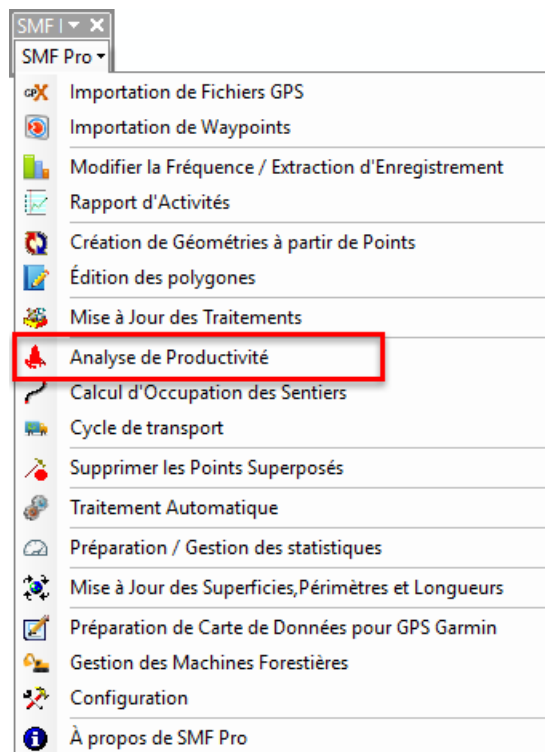 SMF I
SMF Pro
Importation de Fichiers GPS
Importation de Waypoints
Modifier la Fréquence / Extraction d'Enregistrement
Rapport d'Activités
Création de Géométries à partir de Points
Édition des polygones
Mise à Jour des Traitements
Analyse de Productivité
Calcul d'Occupation des Sentiers
Cycle de transport
Supprimer les Points Superposés
Traitement Automatique
Préparation / Gestion des statistiques
Mise à Jour des Superficies,Périmètres et Longueurs
Préparation de Carte de Données pour GPS Garmin
Gestion des Machines Forestières
Configuration
À propos de SMF Pro